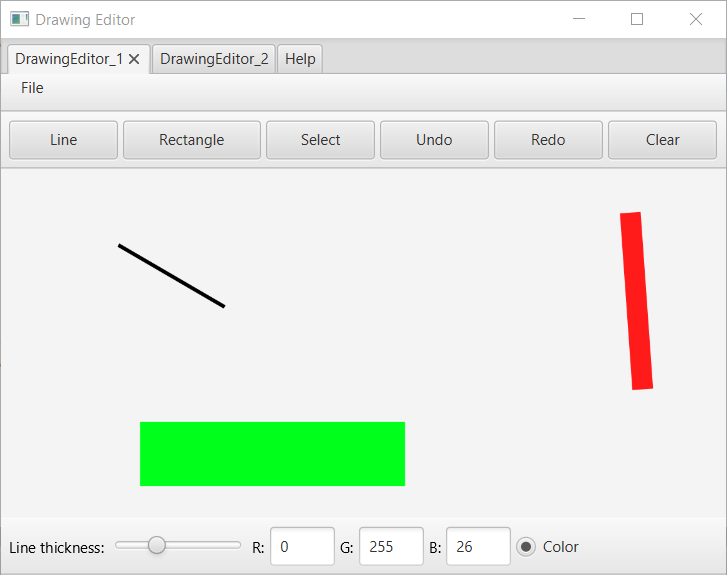 Drawing Editor
DrawingEditor_1 DrawingEditor_2 Help
File
Line Rectangle Select Undo Redo Clear
Line thickness: R: 0 G: 255 B: 26 Color